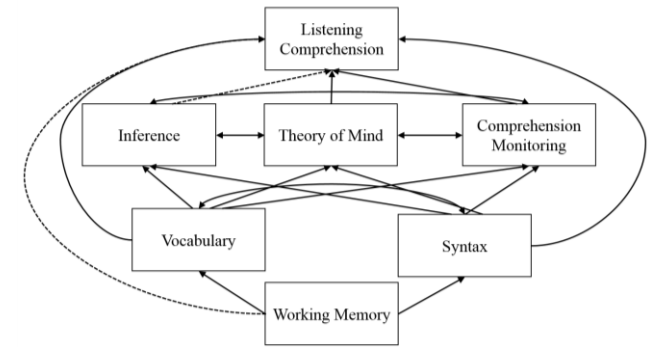 Listening
Comprehension
Inference
Theory of Mind
Comprehension
Monitoring
Vocabulary
Syntax
Working Memory